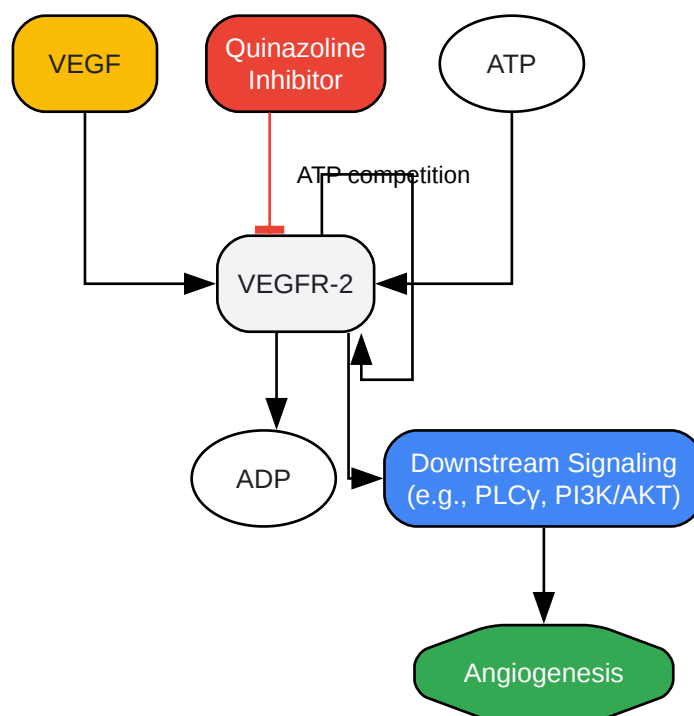 VEGF
Quinazoline
Inhibitor
ATP
ATP competition
VEGFR-2
ADP
Downstream Signaling
(e.g., PLCγ, PI3K/AKT)
Angiogenesis